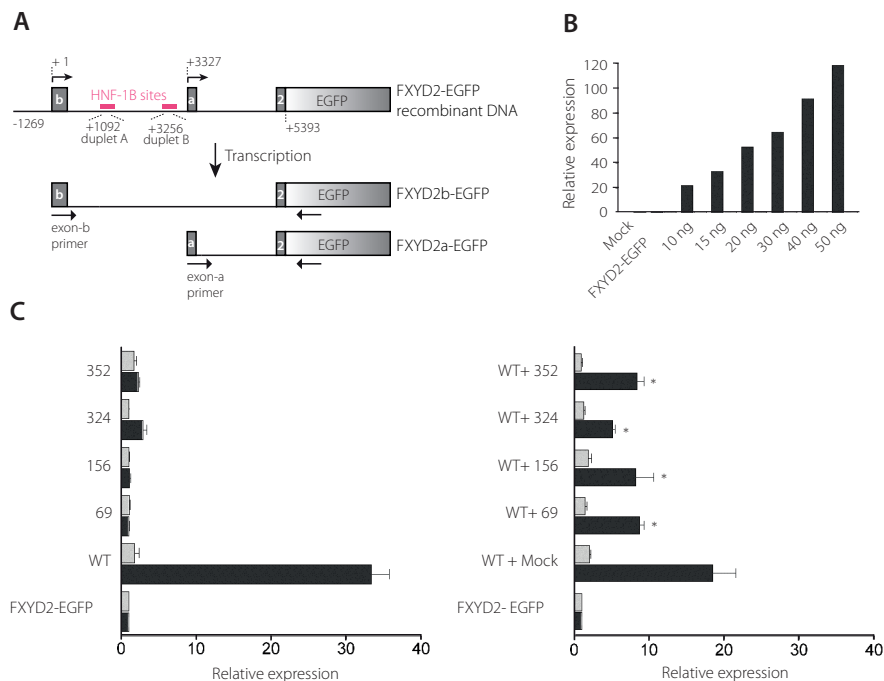 A
+ 1
+3327
b
HNF-1B sites
a
2
EGFP
FXYD2-EGFP
recombinant DNA
-1269
+1092
duplet A
+3256
duplet B
+5393
Transcription
b
2
EGFP
FXYD2b-EGFP
exon-b
primer
a
2
EGFP
FXYD2a-EGFP
exon-a
primer
B
Relative expression
120
100
80
60
40
20
0
Mock
FXYD2-EGFP
10 ng
15 ng
20 ng
30 ng
40 ng
50 ng
C
352
324
156
69
WT
FXYD2-EGFP
0 10 20 30 40
Relative expression
WT+ 352
*
WT+ 324
*
WT+ 156
*
WT+ 69
*
WT + Mock
FXYD2- EGFP
0 10 20 30 40
Relative expression